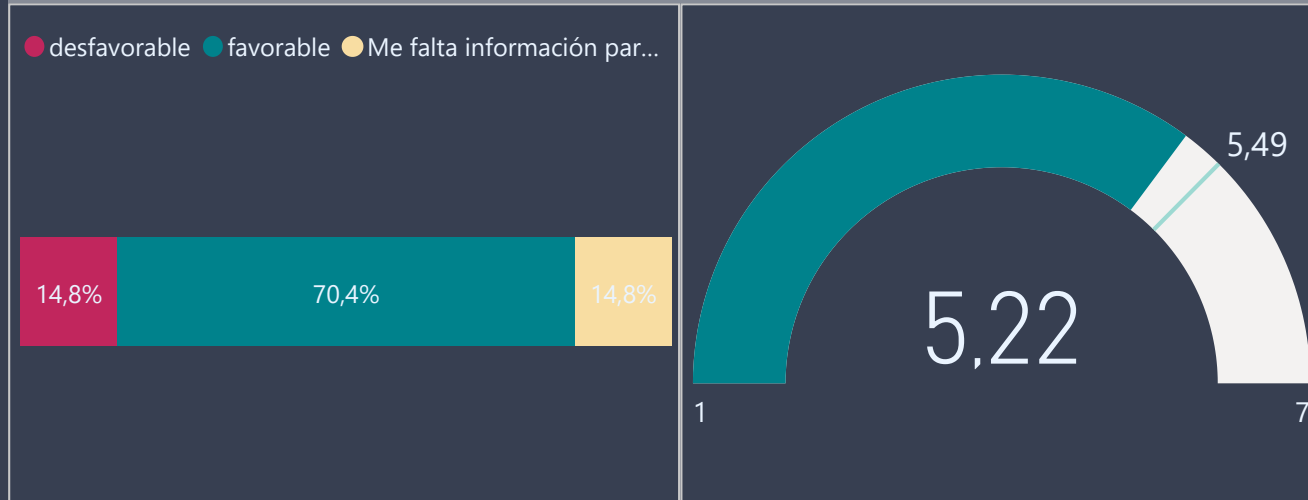 desfavorable favorable Me falta información par...
14,8% 70,4% 14,8%
5,49
5,22
1 7